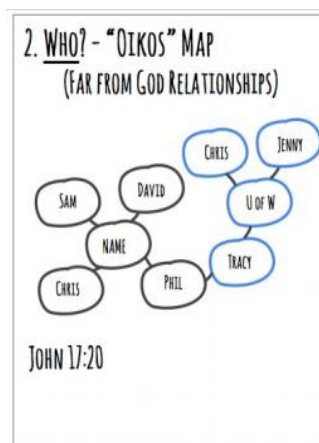 2. WHO? - "OIKOS" MAP
(FAR FROM GOD RELATIONSHIPS)
CHRIS
JENNY
SAM
DAVID
U OF W
NAME
TRACY
CHRIS
PHIL
JOHN 17:20